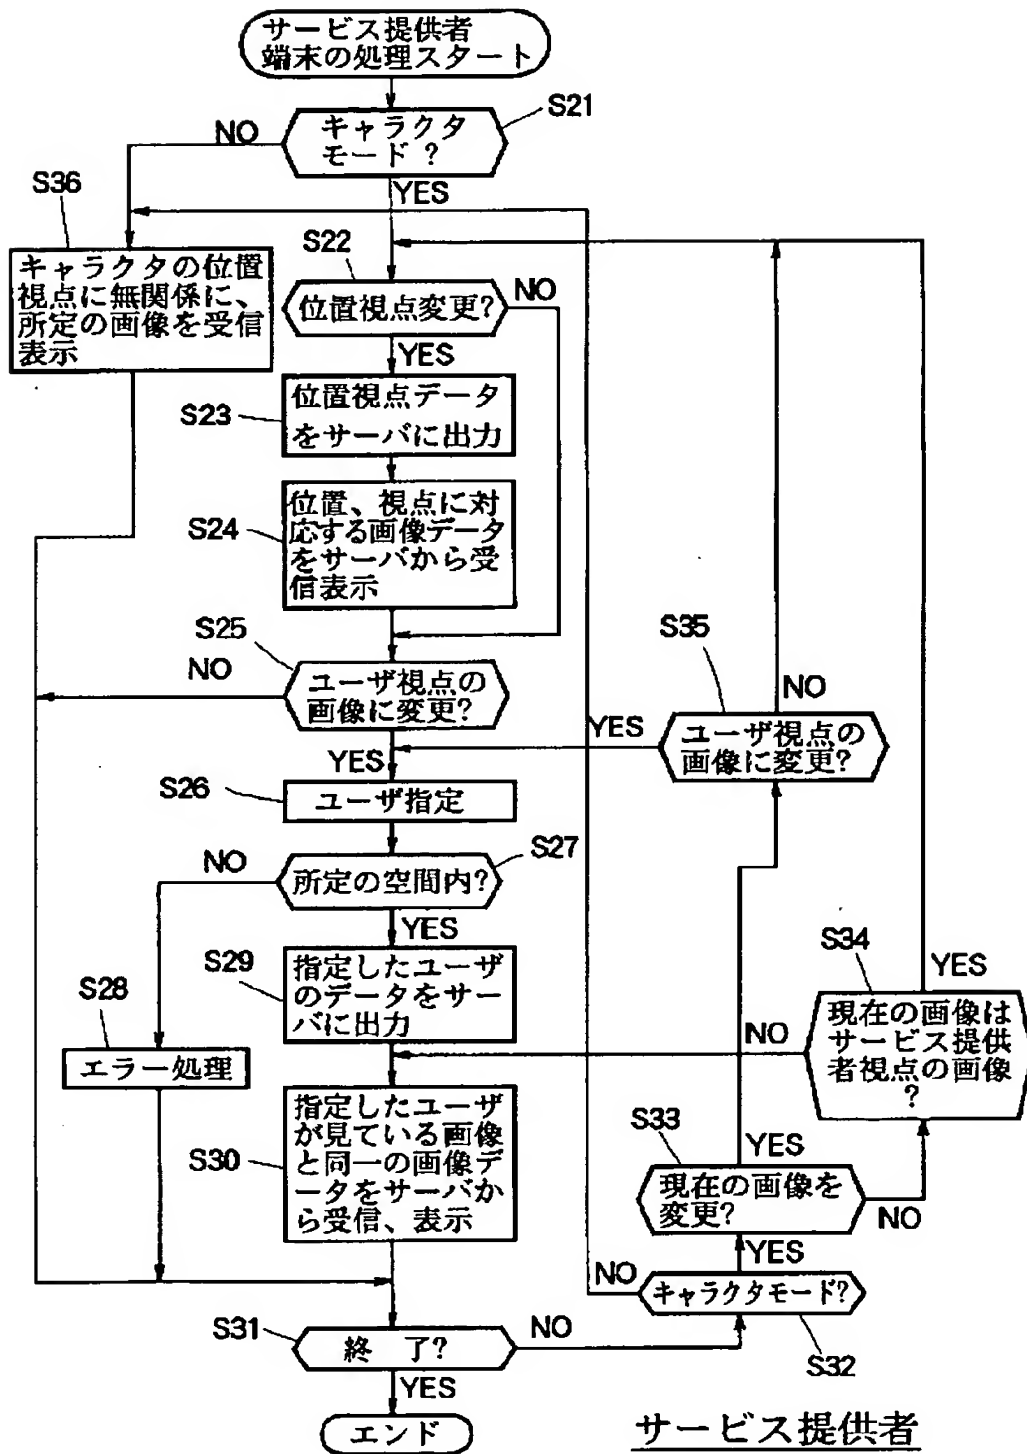 サービス提供者
端末の処理スタート
S21
キャラクタ
モード?
NO
YES
S36
キャラクタの位置
視点に無関係に、
所定の画像を受信
表示
S22
位置視点変更?
NO
YES
S23
位置視点データ
をサーバに出力
S24
位置、視点に対
応する画像データ
をサーバから受
信表示
S25
ユーザ視点の
画像に変更?
NO
YES
S35
ユーザ視点の
画像に変更?
NO
YES
S26
ユーザ指定
S27
所定の空間内?
NO
YES
S28
エラー処理
S29
指定したユーザ
のデータをサー
バに出力
S34
現在の画像は
サービス提供
者視点の画像
?
YES
NO
S30
指定したユーザ
が見ている画像
と同一の画像デ
ータをサーバか
ら受信、表示
S33
現在の画像を
変更?
YES
NO
S32
キャラクタモード?
YES
NO
S31
終 了?
NO
YES
エンド
サービス提供者